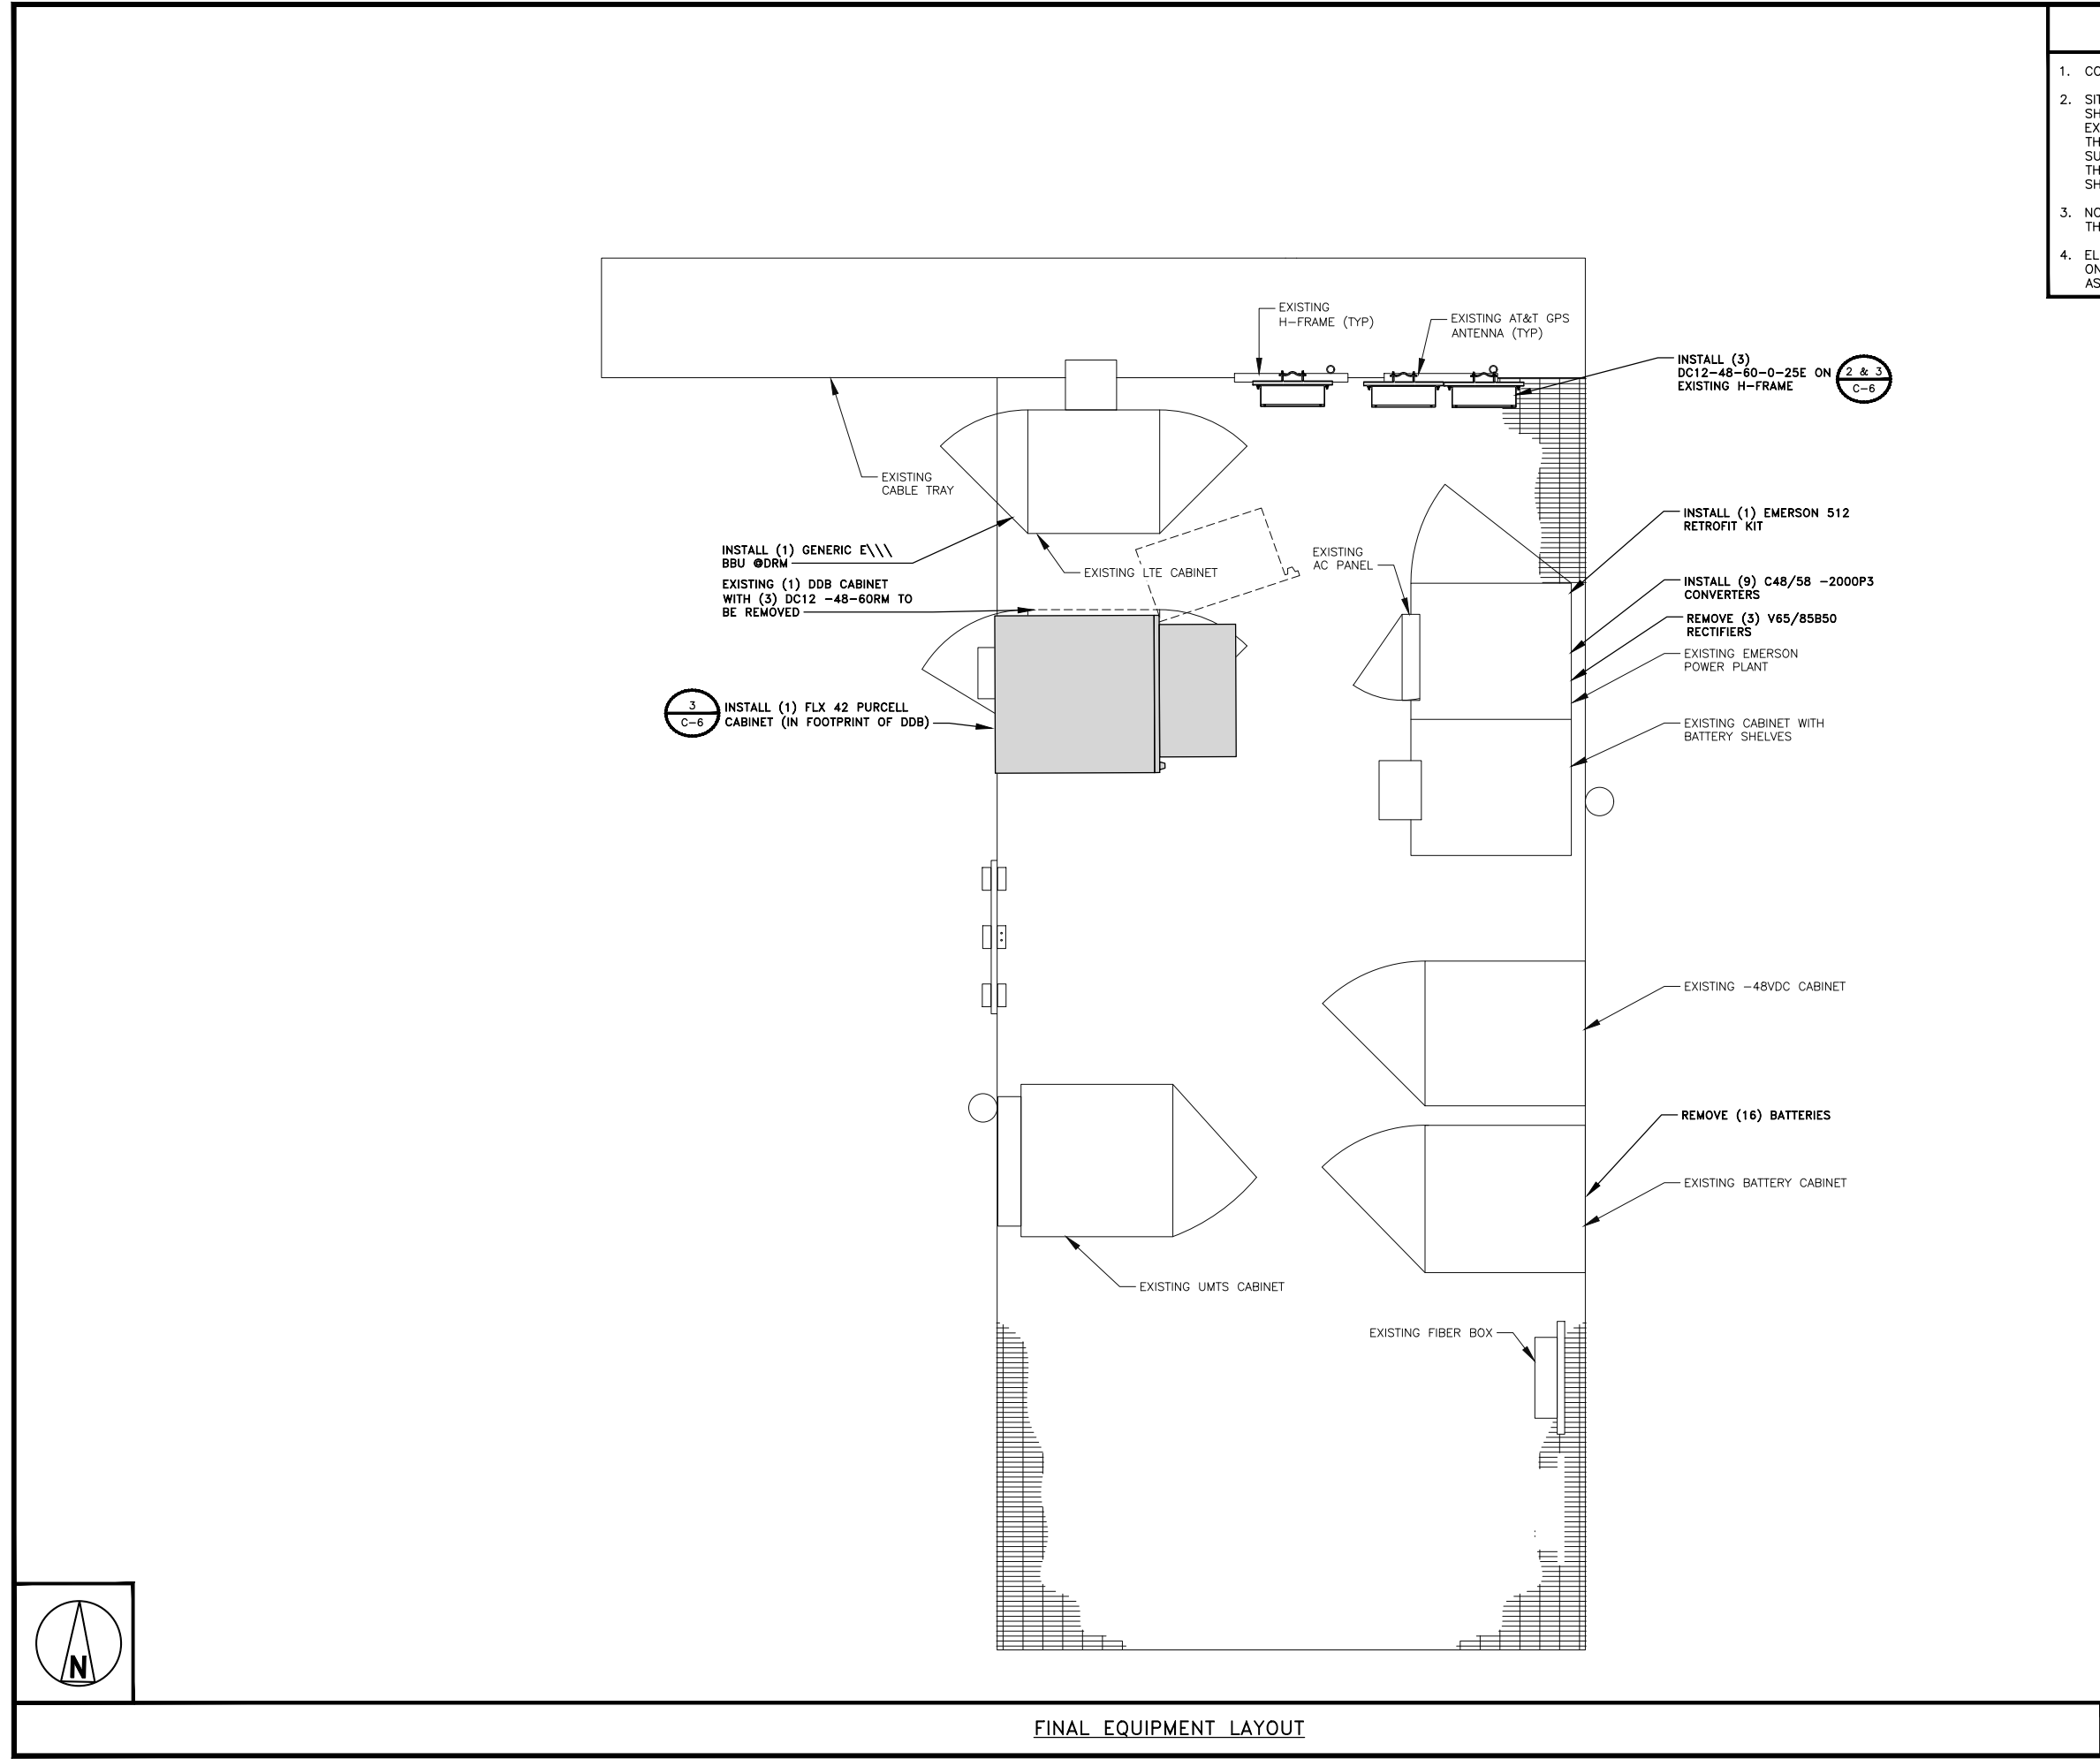 1. CO
2. SIT
SH
EX
TH
SU
TH
SH
3. NO
TH
4. EL
ON
AS
EXISTING
H-FRAME (TYP)
EXISTING AT&T GPS
ANTENNA (TYP)
INSTALL (3)
DC12-48-60-0-25E ON
EXISTING H-FRAME
2 & 3
C-6
EXISTING
CABLE TRAY
INSTALL (1) EMERSON 512
RETROFIT KIT
INSTALL (1) GENERIC E\\\
BBU @DRM
EXISTING LTE CABINET
EXISTING
AC PANEL
EXISTING (1) DDB CABINET
WITH (3) DC12 -48-60RM TO
BE REMOVED
INSTALL (9) C48/58 -2000P3
CONVERTERS
REMOVE (3) V65/85B50
RECTIFIERS
EXISTING EMERSON
POWER PLANT
3
C-6
INSTALL (1) FLX 42 PURCELL
CABINET (IN FOOTPRINT OF DDB)
EXISTING CABINET WITH
BATTERY SHELVES
EXISTING -48VDC CABINET
REMOVE (16) BATTERIES
EXISTING BATTERY CABINET
EXISTING UMTS CABINET
EXISTING FIBER BOX
N
FINAL EQUIPMENT LAYOUT